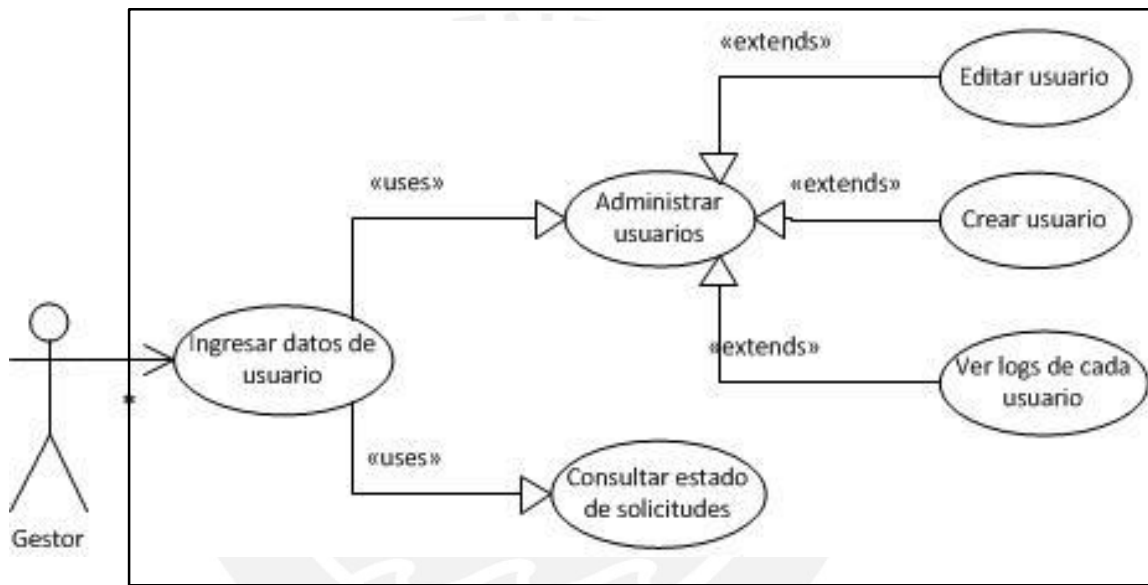 «extends»
Editar usuario
«uses»
Administrar
usuarios
«extends»
Crear usuario
Ingresar datos de
usuario
*
«extends»
Ver logs de cada
usuario
«uses»
Consultar estado
de solicitudes
Gestor